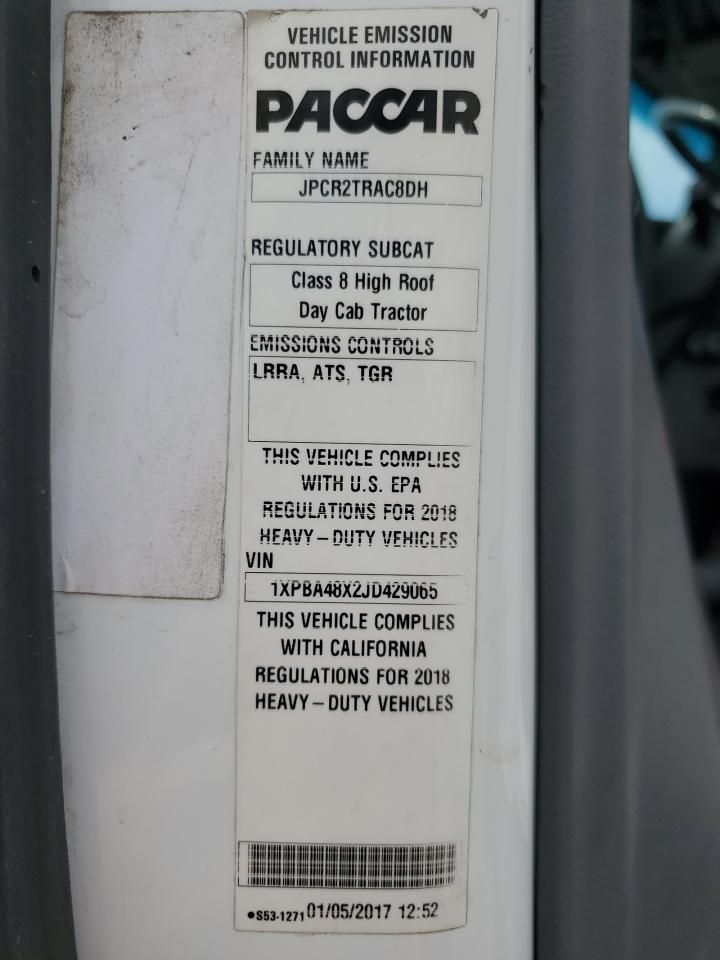 VEHICLE EMISSION
CONTROL INFORMATION
PACCAR
FAMILY NAME
JPCR2TRAC8DH
REGULATORY SUBCAT
Class 8 High Roof
Day Cab Tractor
EMISSIONS CONTROLS
LRRA, ATS, TGR
THIS VEHICLE COMPLIES
WITH U.S. EPA
REGULATIONS FOR 2018
HEAVY-DUTY VEHICLES
VIN
1XPBA48X2JD429065
THIS VEHICLE COMPLIES
WITH CALIFORNIA
REGULATIONS FOR 2018
HEAVY-DUTY VEHICLES
•S53-1271 01/05/2017 12:52